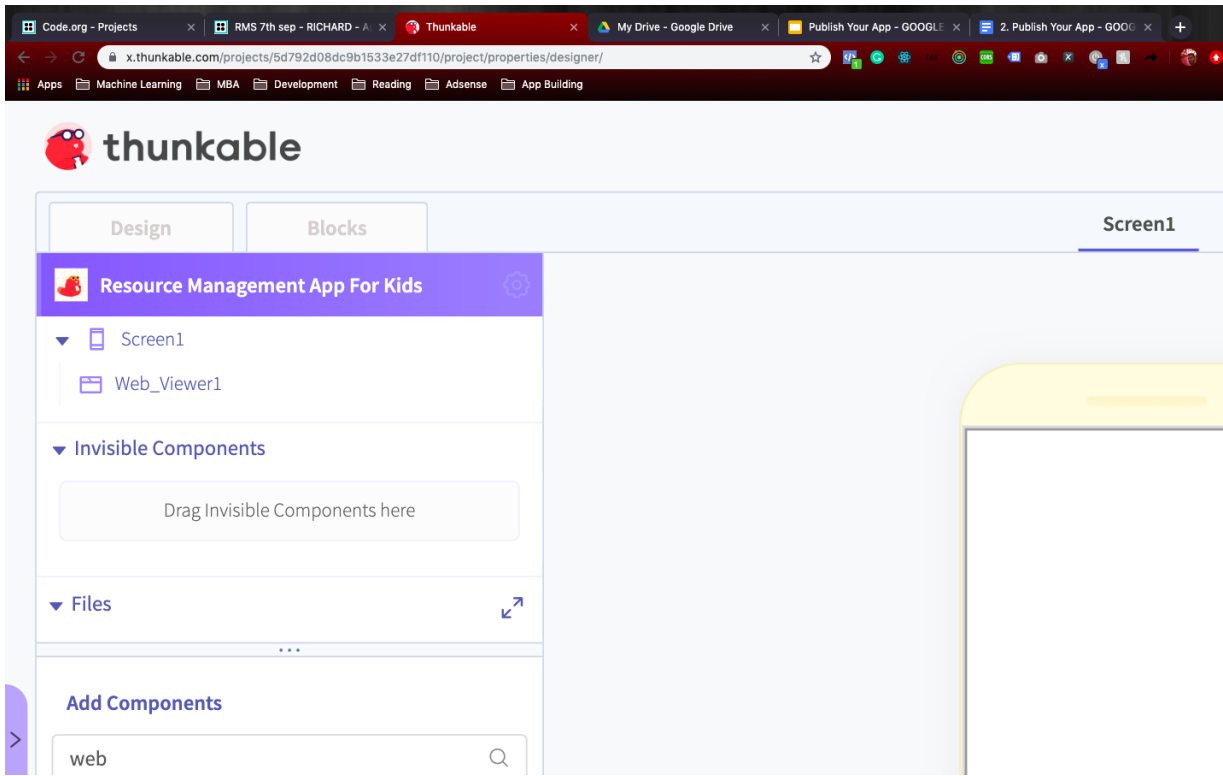 Code.org - Projects
RMS 7th sep - RICHARD - A
Thunkable
My Drive - Google Drive
Publish Your App - GOOGLE
2. Publish Your App - GOOG
x.thunkable.com/projects/5d792d08dc9b1533e27df110/project/properties/designer/
Apps Machine Learning MBA Development Reading Adsense App Building
thunkable
Design Blocks Screen1
Resource Management App For Kids
Screen1
Web_Viewer1
Invisible Components
Drag Invisible Components here
Files
Add Components
web